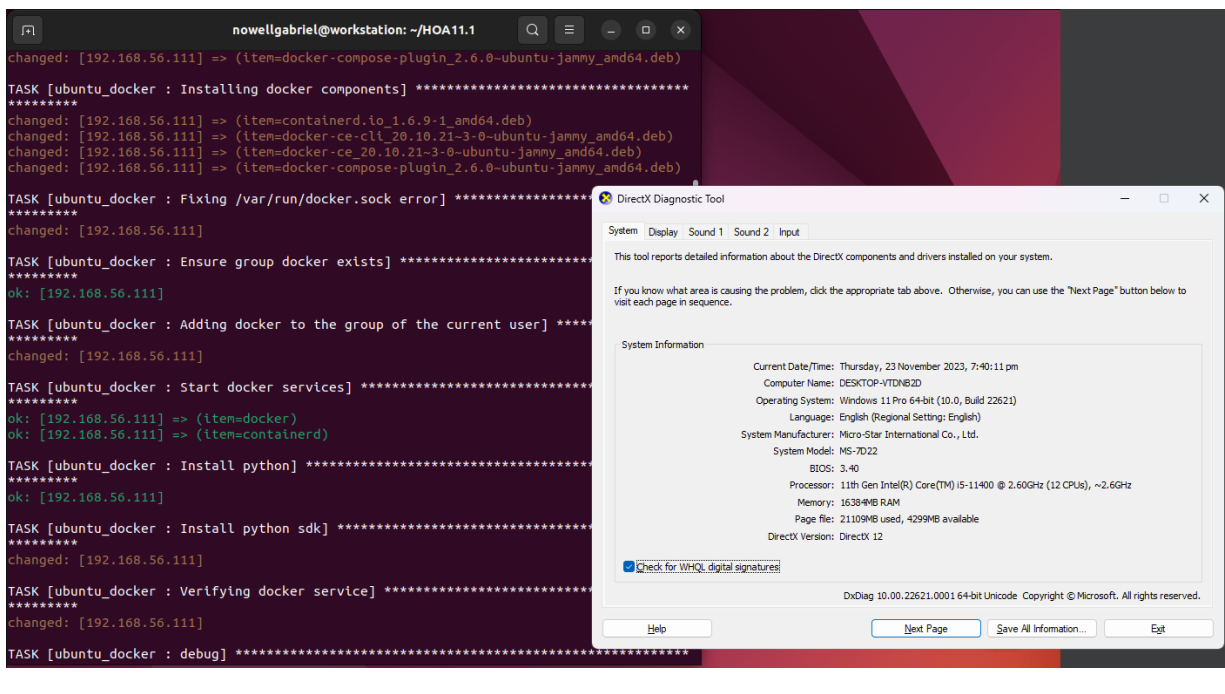 nowellgabriel@workstation: ~/HOA11.1
changed: [192.168.56.111] => (item=docker-compose-plugin_2.6.0~ubuntu-jammy_amd64.deb)
TASK [ubuntu_docker : Installing docker components] ***********************************
*********
changed: [192.168.56.111] => (item=containerd.io_1.6.9-1_amd64.deb)
changed: [192.168.56.111] => (item=docker-ce-cli_20.10.21~3-0~ubuntu-jammy_amd64.deb)
changed: [192.168.56.111] => (item=docker-ce_20.10.21~3-0~ubuntu-jammy_amd64.deb)
changed: [192.168.56.111] => (item=docker-compose-plugin_2.6.0~ubuntu-jammy_amd64.deb)
TASK [ubuntu_docker : Fixing /var/run/docker.sock error] ******************
*********
changed: [192.168.56.111]
TASK [ubuntu_docker : Ensure group docker exists] *************************
*********
ok: [192.168.56.111]
TASK [ubuntu_docker : Adding docker to the group of the current user] *****
*********
changed: [192.168.56.111]
TASK [ubuntu_docker : Start docker services] ******************************
*********
ok: [192.168.56.111] => (item=docker)
ok: [192.168.56.111] => (item=containerd)
TASK [ubuntu_docker : Install python] *************************************
*********
ok: [192.168.56.111]
TASK [ubuntu_docker : Install python sdk] *********************************
*********
changed: [192.168.56.111]
TASK [ubuntu_docker : Verifying docker service] ***************************
*********
changed: [192.168.56.111]
TASK [ubuntu_docker : debug] **********************************************************
DirectX Diagnostic Tool
System Display Sound 1 Sound 2 Input
This tool reports detailed information about the DirectX components and drivers installed on your system.
If you know what area is causing the problem, click the appropriate tab above. Otherwise, you can use the "Next Page" button below to
visit each page in sequence.
System Information
Current Date/Time: Thursday, 23 November 2023, 7:40:11 pm
Computer Name: DESKTOP-VTDNB2D
Operating System: Windows 11 Pro 64-bit (10.0, Build 22621)
Language: English (Regional Setting: English)
System Manufacturer: Micro-Star International Co., Ltd.
System Model: MS-7D22
BIOS: 3.40
Processor: 11th Gen Intel(R) Core(TM) i5-11400 @ 2.60GHz (12 CPUs), ~2.6GHz
Memory: 16384MB RAM
Page file: 21109MB used, 4299MB available
DirectX Version: DirectX 12
Check for WHQL digital signatures
DxDiag 10.00.22621.0001 64-bit Unicode Copyright © Microsoft. All rights reserved.
Help Next Page Save All Information... Exit